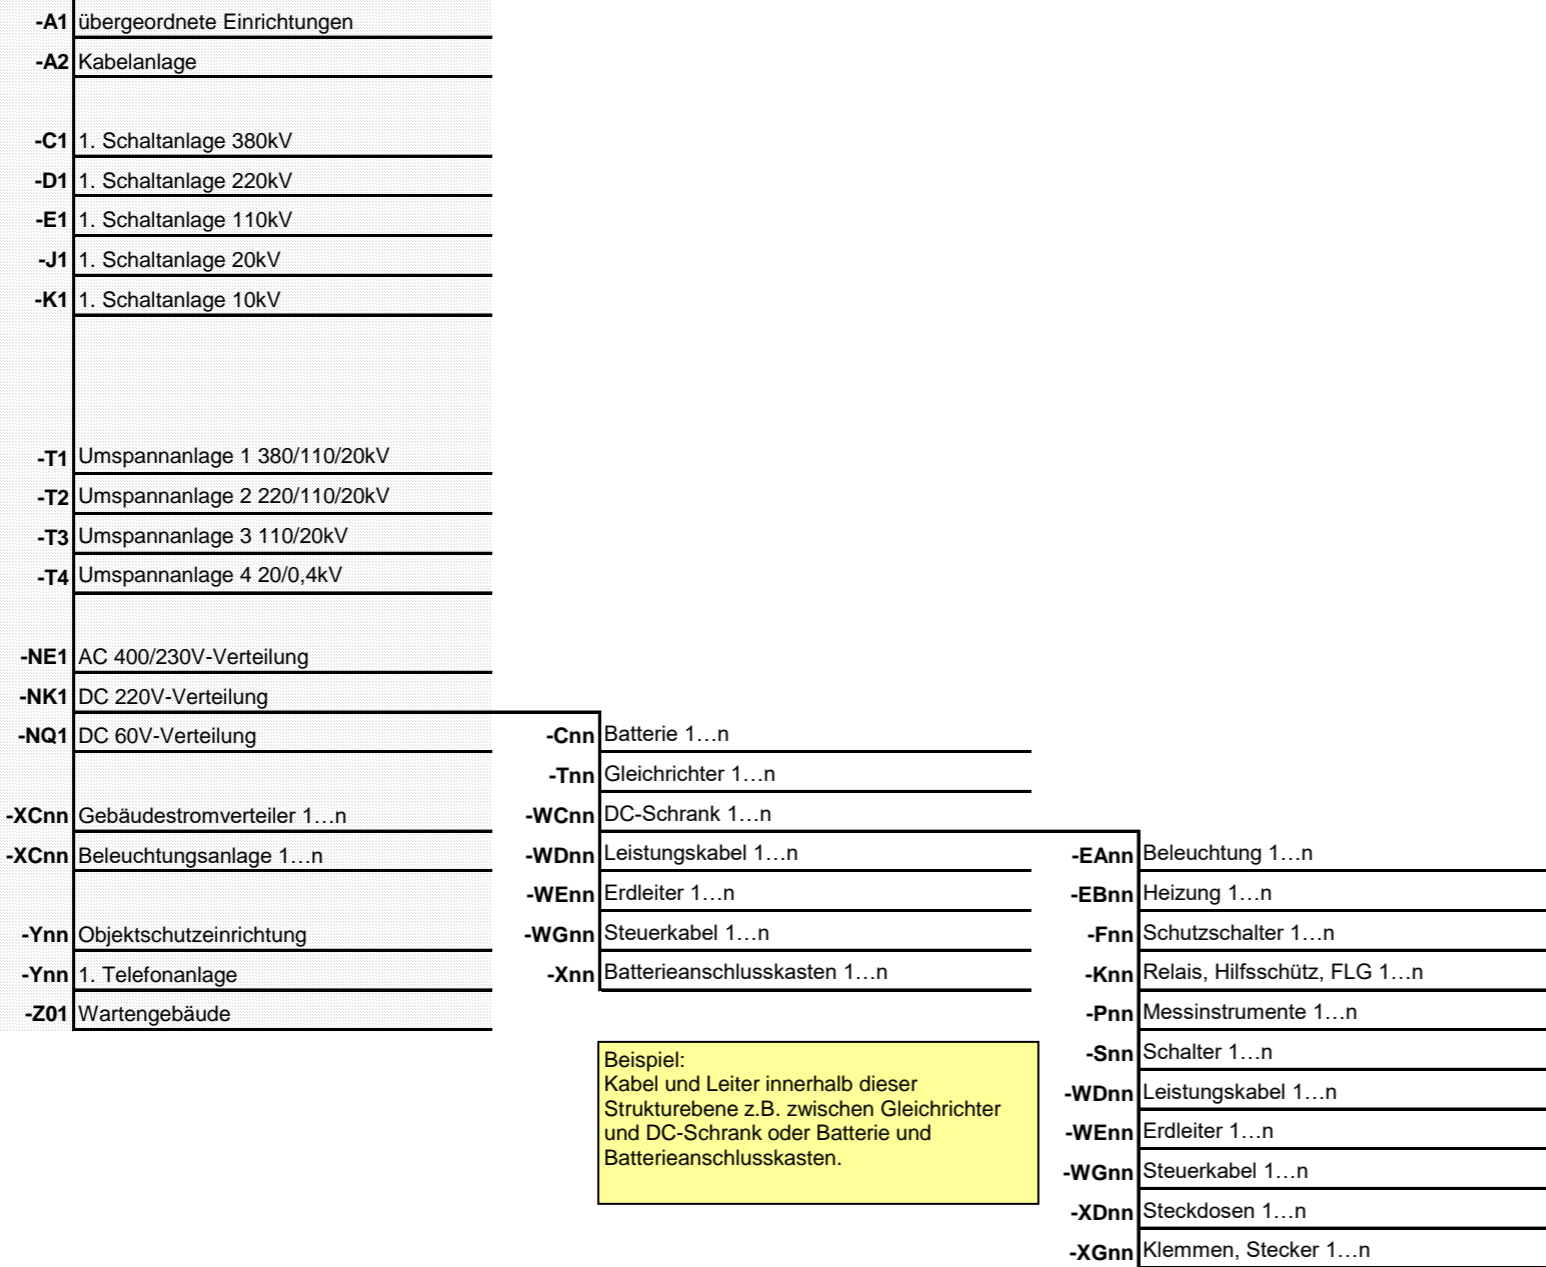 -A1 übergeordnete Einrichtungen
-A2 Kabelanlage
-C1 1. Schaltanlage 380kV
-D1 1. Schaltanlage 220kV
-E1 1. Schaltanlage 110kV
-J1 1. Schaltanlage 20kV
-K1 1. Schaltanlage 10kV
-T1 Umspannanlage 1 380/110/20kV
-T2 Umspannanlage 2 220/110/20kV
-T3 Umspannanlage 3 110/20kV
-T4 Umspannanlage 4 20/0,4kV
-NE1 AC 400/230V-Verteilung
-NK1 DC 220V-Verteilung
-NQ1 DC 60V-Verteilung
-XCnn Gebäudestromverteiler 1…n
-XCnn Beleuchtungsanlage 1…n
-Ynn Objektschutzeinrichtung
-Ynn 1. Telefonanlage
-Z01 Wartengebäude
-Cnn Batterie 1…n
-Tnn Gleichrichter 1…n
-WCnn DC-Schrank 1…n
-WDnn Leistungskabel 1…n
-WEnn Erdleiter 1…n
-WGnn Steuerkabel 1…n
-Xnn Batterieanschlusskasten 1…n
Beispiel:
Kabel und Leiter innerhalb dieser
Strukturebene z.B. zwischen Gleichrichter
und DC-Schrank oder Batterie und
Batterieanschlusskasten.
-EAnn Beleuchtung 1…n
-EBnn Heizung 1…n
-Fnn Schutzschalter 1…n
-Knn Relais, Hilfsschütz, FLG 1…n
-Pnn Messinstrumente 1…n
-Snn Schalter 1…n
-WDnn Leistungskabel 1…n
-WEnn Erdleiter 1…n
-WGnn Steuerkabel 1…n
-XDnn Steckdosen 1…n
-XGnn Klemmen, Stecker 1…n